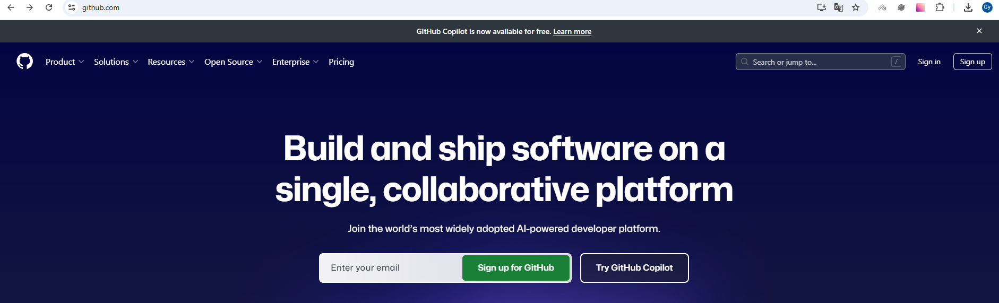 github.com
Gy
GitHub Copilot is now available for free. Learn more
Product Solutions Resources Open Source Enterprise Pricing Search or jump to... / Sign in Sign up
Build and ship software on a
single, collaborative platform
Join the world's most widely adopted AI-powered developer platform.
Enter your email Sign up for GitHub Try GitHub Copilot